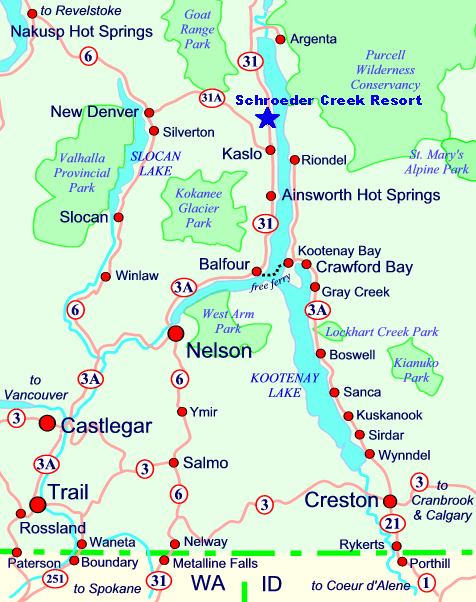 to Revelstoke
Nakusp Hot Springs
6
Goat
Range
Park
31
Argenta
Purcell
Wilderness
Conservancy
31A
Schroeder Creek Resort
New Denver
Silverton
Kaslo
Riondel
St. Mary's
Alpine Park
Valhalla
Provincial
Park
SLOCAN
LAKE
Kokanee
Glacier
Park
Ainsworth Hot Springs
Slocan
31
Kootenay Bay
Balfour
Crawford Bay
free ferry
Winlaw
3A
Gray Creek
6
West Arm
Park
3A
Lockhart Creek Park
Nelson
Boswell
Kianuko
Park
3A
6
KOOTENAY
LAKE
to
Vancouver
Sanca
3
Ymir
Kuskanook
Castlegar
Sirdar
Wynndel
3A
3
Salmo
3
to
Cranbrook
& Calgary
Trail
6
3
Creston
Rossland
21
Waneta
Nelway
Rykerts
Paterson
Boundary
Metalline Falls
Porthill
251
to Spokane
31
WA
ID
to Coeur d'Alene
1